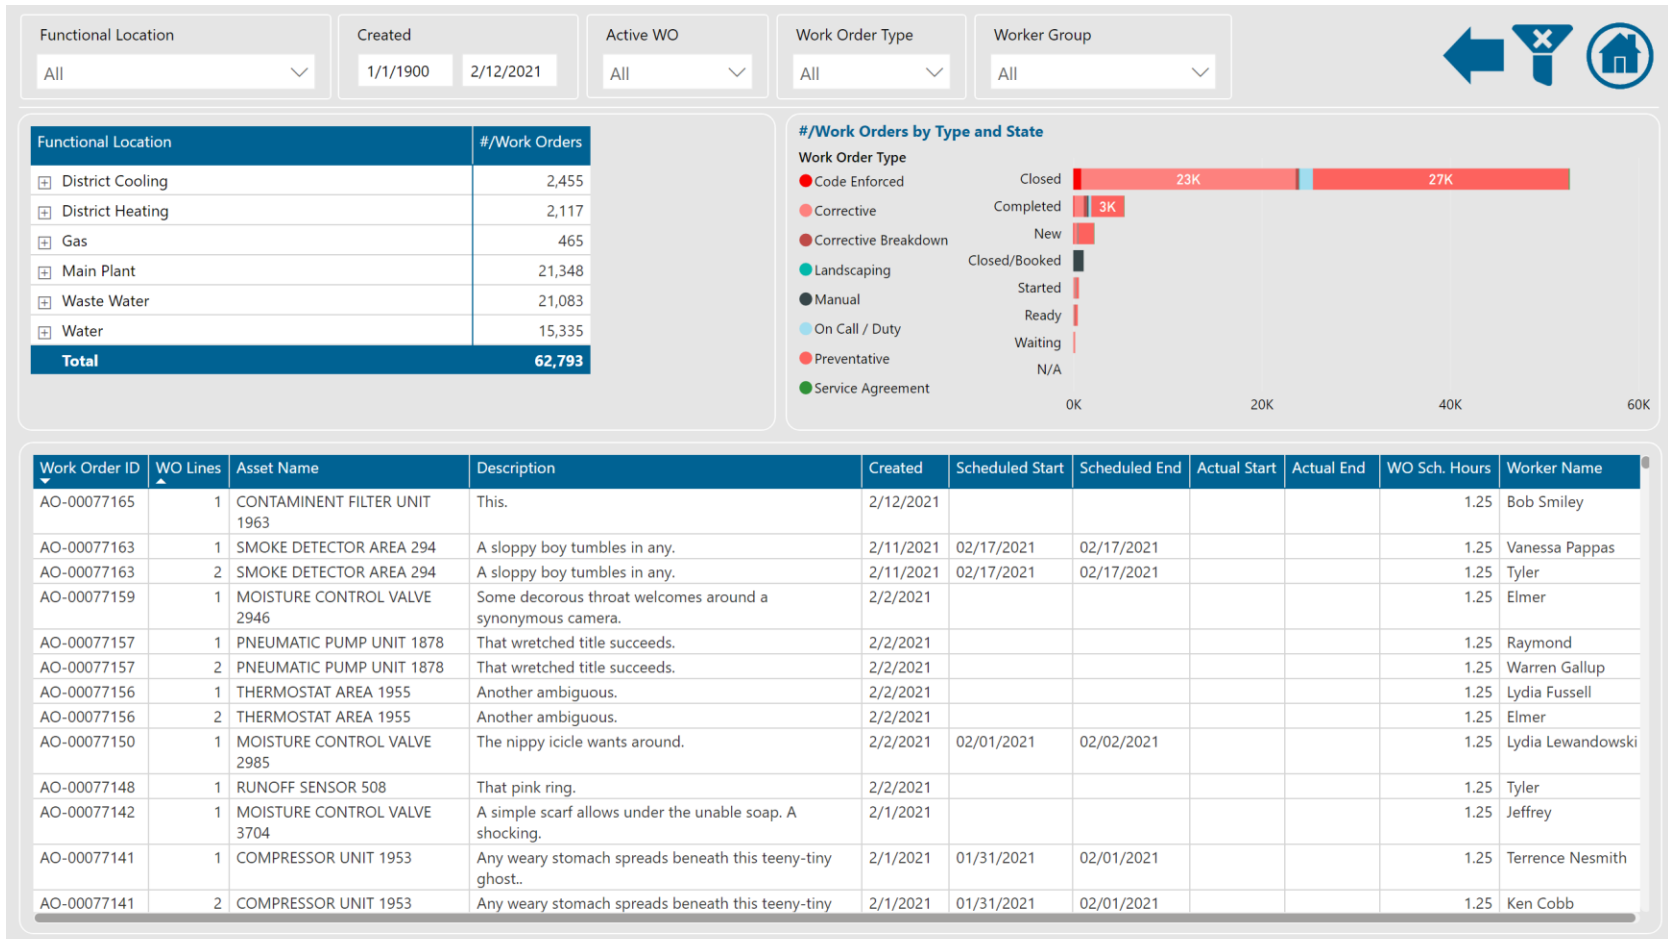 Functional Location
All
Created
1/1/1900 2/12/2021
Active WO
All
Work Order Type
All
Worker Group
All
Functional Location #/Work Orders
District Cooling 2,455
District Heating 2,117
Gas 465
Main Plant 21,348
Waste Water 21,083
Water 15,335
Total 62,793
#/Work Orders by Type and State
Work Order Type
Code Enforced
Corrective
Corrective Breakdown
Landscaping
Manual
On Call / Duty
Preventative
Service Agreement
Closed 23K 27K
Completed 3K
New
Closed/Booked
Started
Ready
Waiting
N/A
0K 20K 40K 60K
Work Order ID WO Lines Asset Name Description Created Scheduled Start Scheduled End Actual Start Actual End WO Sch. Hours Worker Name
AO-00077165 1 CONTAMINENT FILTER UNIT This. 2/12/2021 1.25 Bob Smiley
1963
AO-00077163 1 SMOKE DETECTOR AREA 294 A sloppy boy tumbles in any. 2/11/2021 02/17/2021 02/17/2021 1.25 Vanessa Pappas
AO-00077163 2 SMOKE DETECTOR AREA 294 A sloppy boy tumbles in any. 2/11/2021 02/17/2021 02/17/2021 1.25 Tyler
AO-00077159 1 MOISTURE CONTROL VALVE Some decorous throat welcomes around a 2/2/2021 1.25 Elmer
2946 synonymous camera.
AO-00077157 1 PNEUMATIC PUMP UNIT 1878 That wretched title succeeds. 2/2/2021 1.25 Raymond
AO-00077157 2 PNEUMATIC PUMP UNIT 1878 That wretched title succeeds. 2/2/2021 1.25 Warren Gallup
AO-00077156 1 THERMOSTAT AREA 1955 Another ambiguous. 2/2/2021 1.25 Lydia Fussell
AO-00077156 2 THERMOSTAT AREA 1955 Another ambiguous. 2/2/2021 1.25 Elmer
AO-00077150 1 MOISTURE CONTROL VALVE The nippy icicle wants around. 2/2/2021 02/01/2021 02/02/2021 1.25 Lydia Lewandowski
2985
AO-00077148 1 RUNOFF SENSOR 508 That pink ring. 2/2/2021 1.25 Tyler
AO-00077142 1 MOISTURE CONTROL VALVE A simple scarf allows under the unable soap. A 2/1/2021 1.25 Jeffrey
3704 shocking.
AO-00077141 1 COMPRESSOR UNIT 1953 Any weary stomach spreads beneath this teeny-tiny 2/1/2021 01/31/2021 02/01/2021 1.25 Terrence Nesmith
ghost..
AO-00077141 2 COMPRESSOR UNIT 1953 Any weary stomach spreads beneath this teeny-tiny 2/1/2021 01/31/2021 02/01/2021 1.25 Ken Cobb